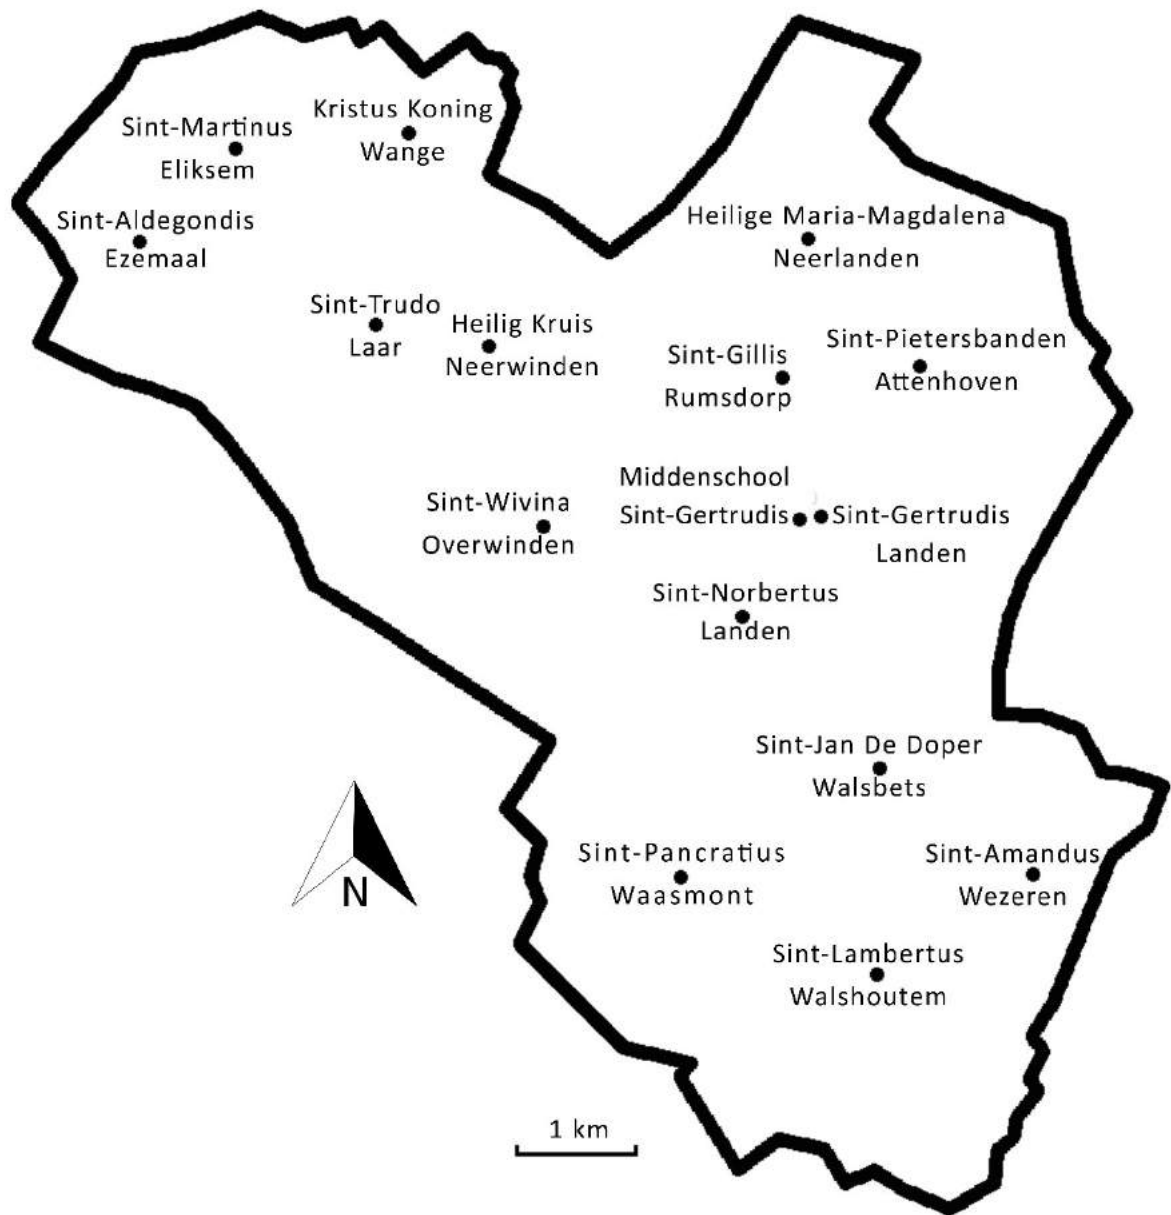 Kristus Koning
Wange
Sint-Martinus
Eliksem
Sint-Aldegondis
Ezemaal
Heilige Maria-Magdalena
Neerlanden
Sint-Trudo
Laar
Heilig Kruis
Neerwinden
Sint-Gillis
Rumsdorp
Sint-Pietersbanden
Attenhoven
Middenschool
Sint-Gertrudis
Sint-Gertrudis
Landen
Sint-Wivina
Overwinden
Sint-Norbertus
Landen
Sint-Jan De Doper
Walsbets
Sint-Pancratius
Waasmont
Sint-Amandus
Wezeren
N
Sint-Lambertus
Walshoutem
1 km